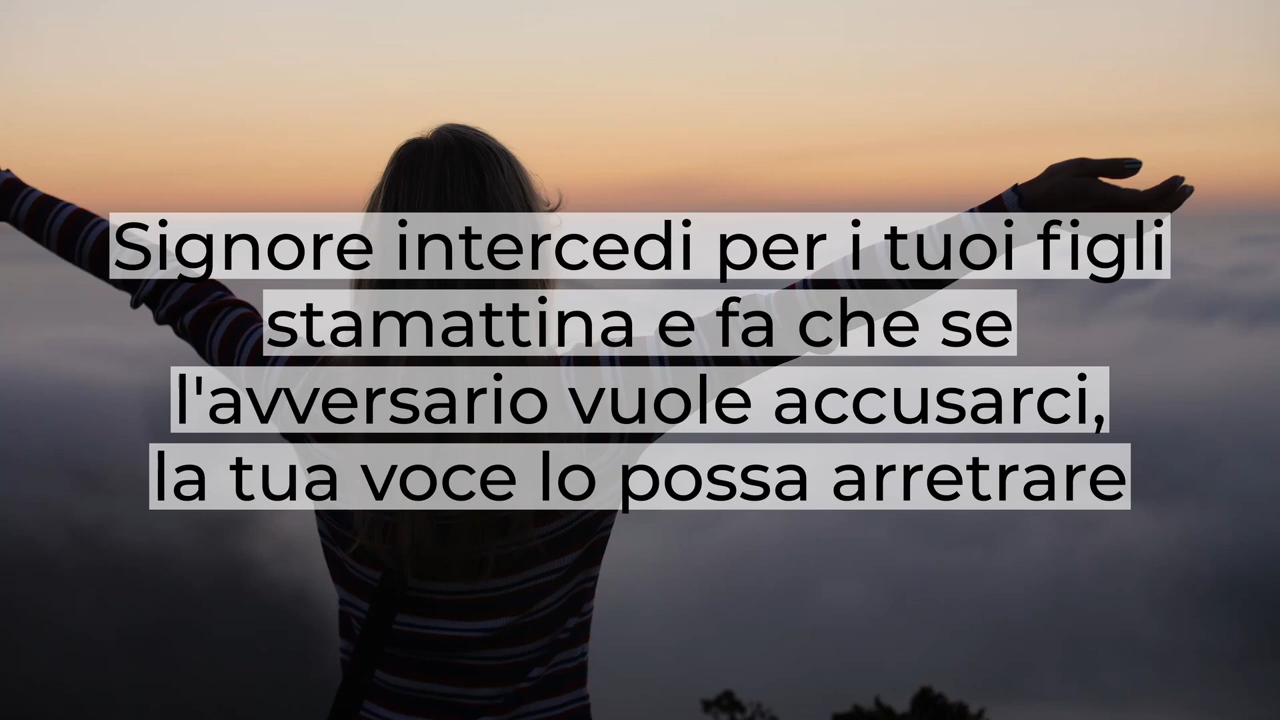 Signore intercedi per i tuoi figli
stamattina e fa che se
l'avversario vuole accusarci,
la tua voce lo possa arretrare